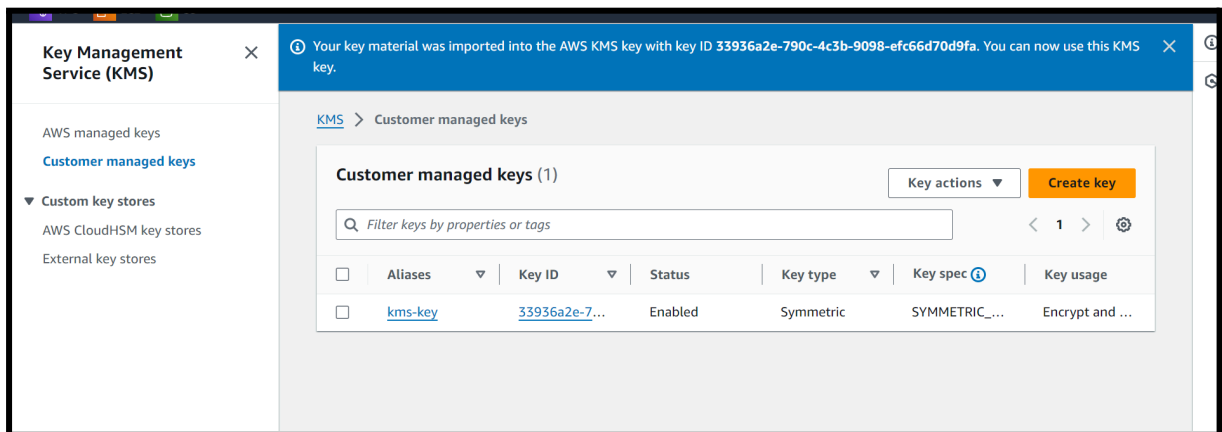 Key Management
Service (KMS)
AWS managed keys
Customer managed keys
Custom key stores
AWS CloudHSM key stores
External key stores
Your key material was imported into the AWS KMS key with key ID 33936a2e-790c-4c3b-9098-efc66d70d9fa. You can now use this KMS
key.
KMS > Customer managed keys
Customer managed keys (1)
Key actions
Create key
Filter keys by properties or tags
1
Aliases Key ID Status Key type Key spec Key usage
kms-key 33936a2e-7... Enabled Symmetric SYMMETRIC_... Encrypt and ...